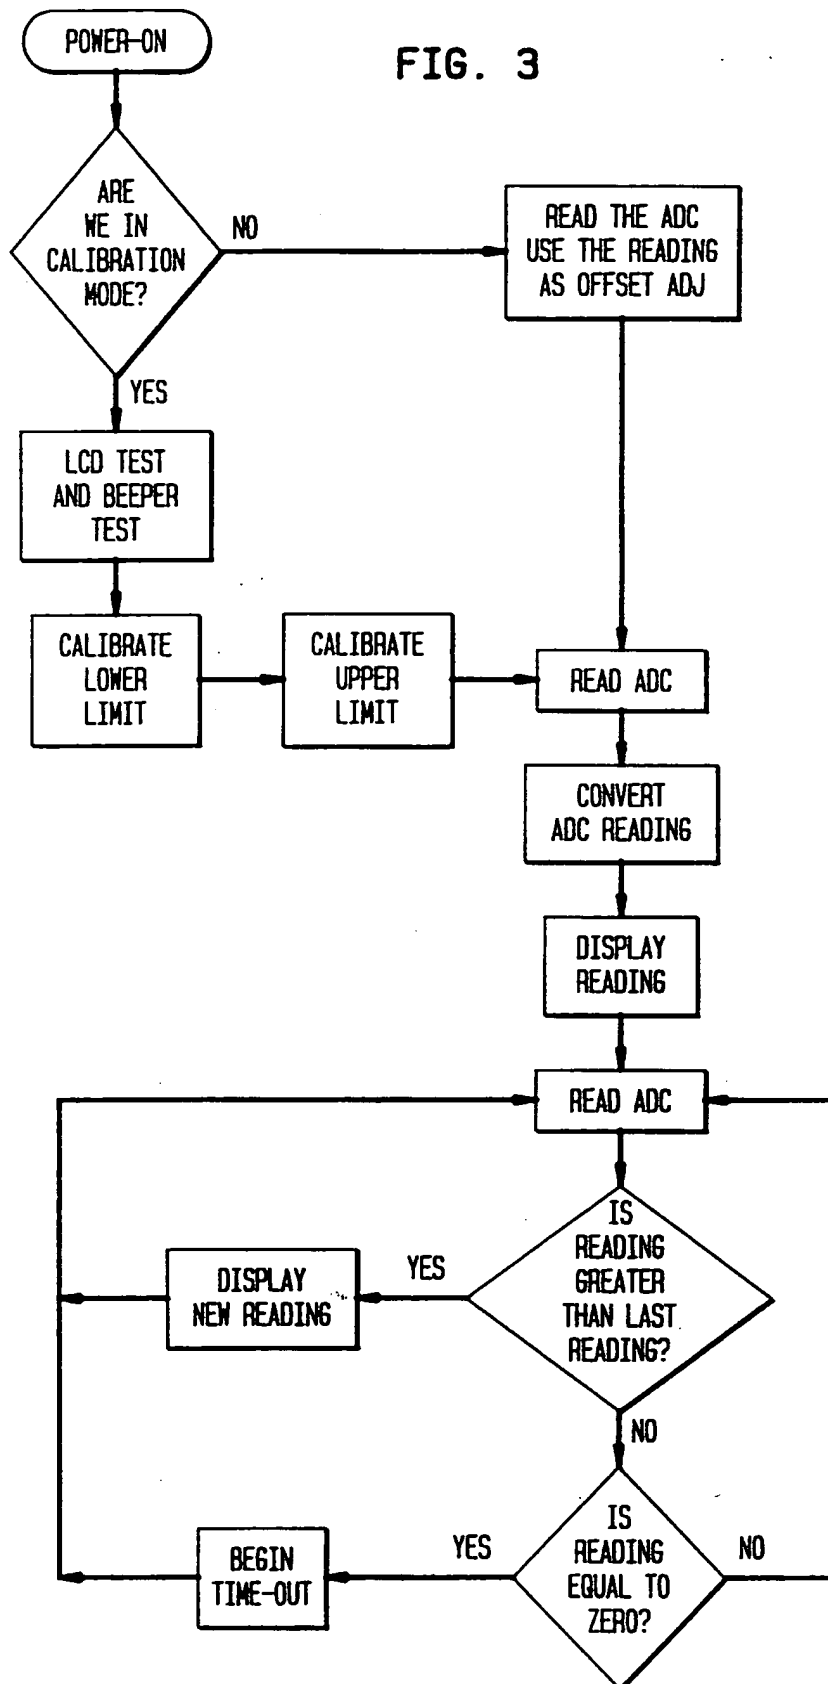 POWER-ON
FIG. 3
ARE
WE IN
CALIBRATION
MODE?
NO
READ THE ADC
USE THE READING
AS OFFSET ADJ
YES
LCD TEST
AND BEEPER
TEST
CALIBRATE
LOWER
LIMIT
CALIBRATE
UPPER
LIMIT
READ ADC
CONVERT
ADC READING
DISPLAY
READING
READ ADC
IS
READING
GREATER
THAN LAST
READING?
YES
DISPLAY
NEW READING
NO
IS
READING
EQUAL TO
ZERO?
YES
NO
BEGIN
TIME-OUT